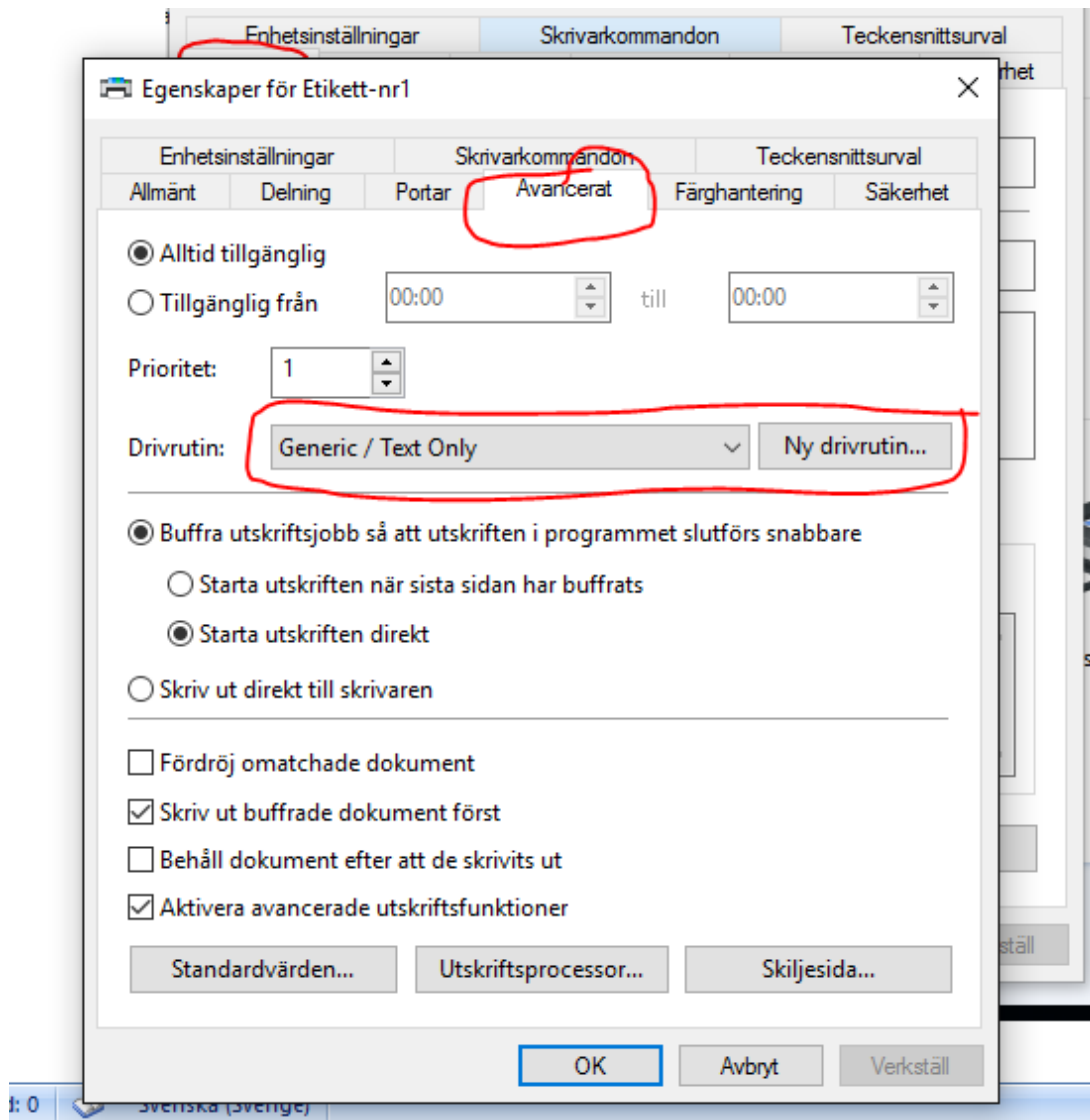 Enhetsinställningar Skrivarkommandon Teckensnittsurval
Egenskaper för Etikett-nr1
Enhetsinställningar Skrivarkommandon Teckensnittsurval
Allmänt Delning Portar Avancerat Färghantering Säkerhet
Alltid tillgänglig
Tillgänglig från 00:00 till 00:00
Prioritet: 1
Drivrutin: Generic / Text Only Ny drivrutin...
Buffra utskriftsjobb så att utskriften i programmet slutförs snabbare
Starta utskriften när sista sidan har buffrats
Starta utskriften direkt
Skriv ut direkt till skrivaren
Fördröj omatchade dokument
Skriv ut buffrade dokument först
Behåll dokument efter att de skrivits ut
Aktivera avancerade utskriftsfunktioner
Standardvärden... Utskriftsprocessor... Skiljesida...
OK Avbryt Verkställ
Svenska (Sverige)